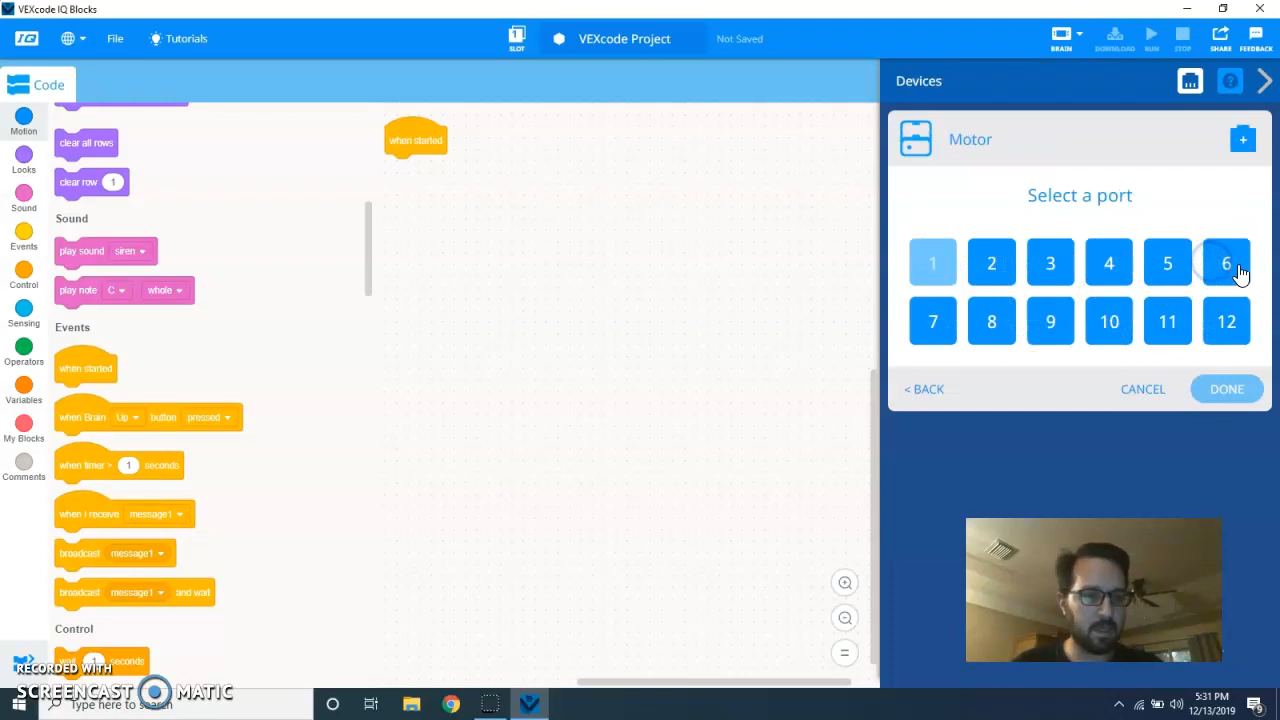 VEXcode IQ Blocks
IQ
File
Tutorials
1
SLOT
VEXcode Project
Not Saved
BRAIN
DOWNLOAD
RUN
STOP
SHARE
FEEDBACK
Code
Devices
?
Motion
Looks
Sound
Events
Control
Sensing
Operators
Variables
My Blocks
Comments
clear all rows
clear row 1
Sound
play sound siren
play note C whole
Events
when started
when Brain Up button pressed
when timer > 1 seconds
when I receive message1
broadcast message1
broadcast message1 and wait
Control
wait 1 seconds
when started
Motor
+
Select a port
1 2 3 4 5 6
7 8 9 10 11 12
< BACK
CANCEL
DONE
RECORDED WITH
SCREENCAST MATIC
Type here to search
5:31 PM
12/13/2019
9